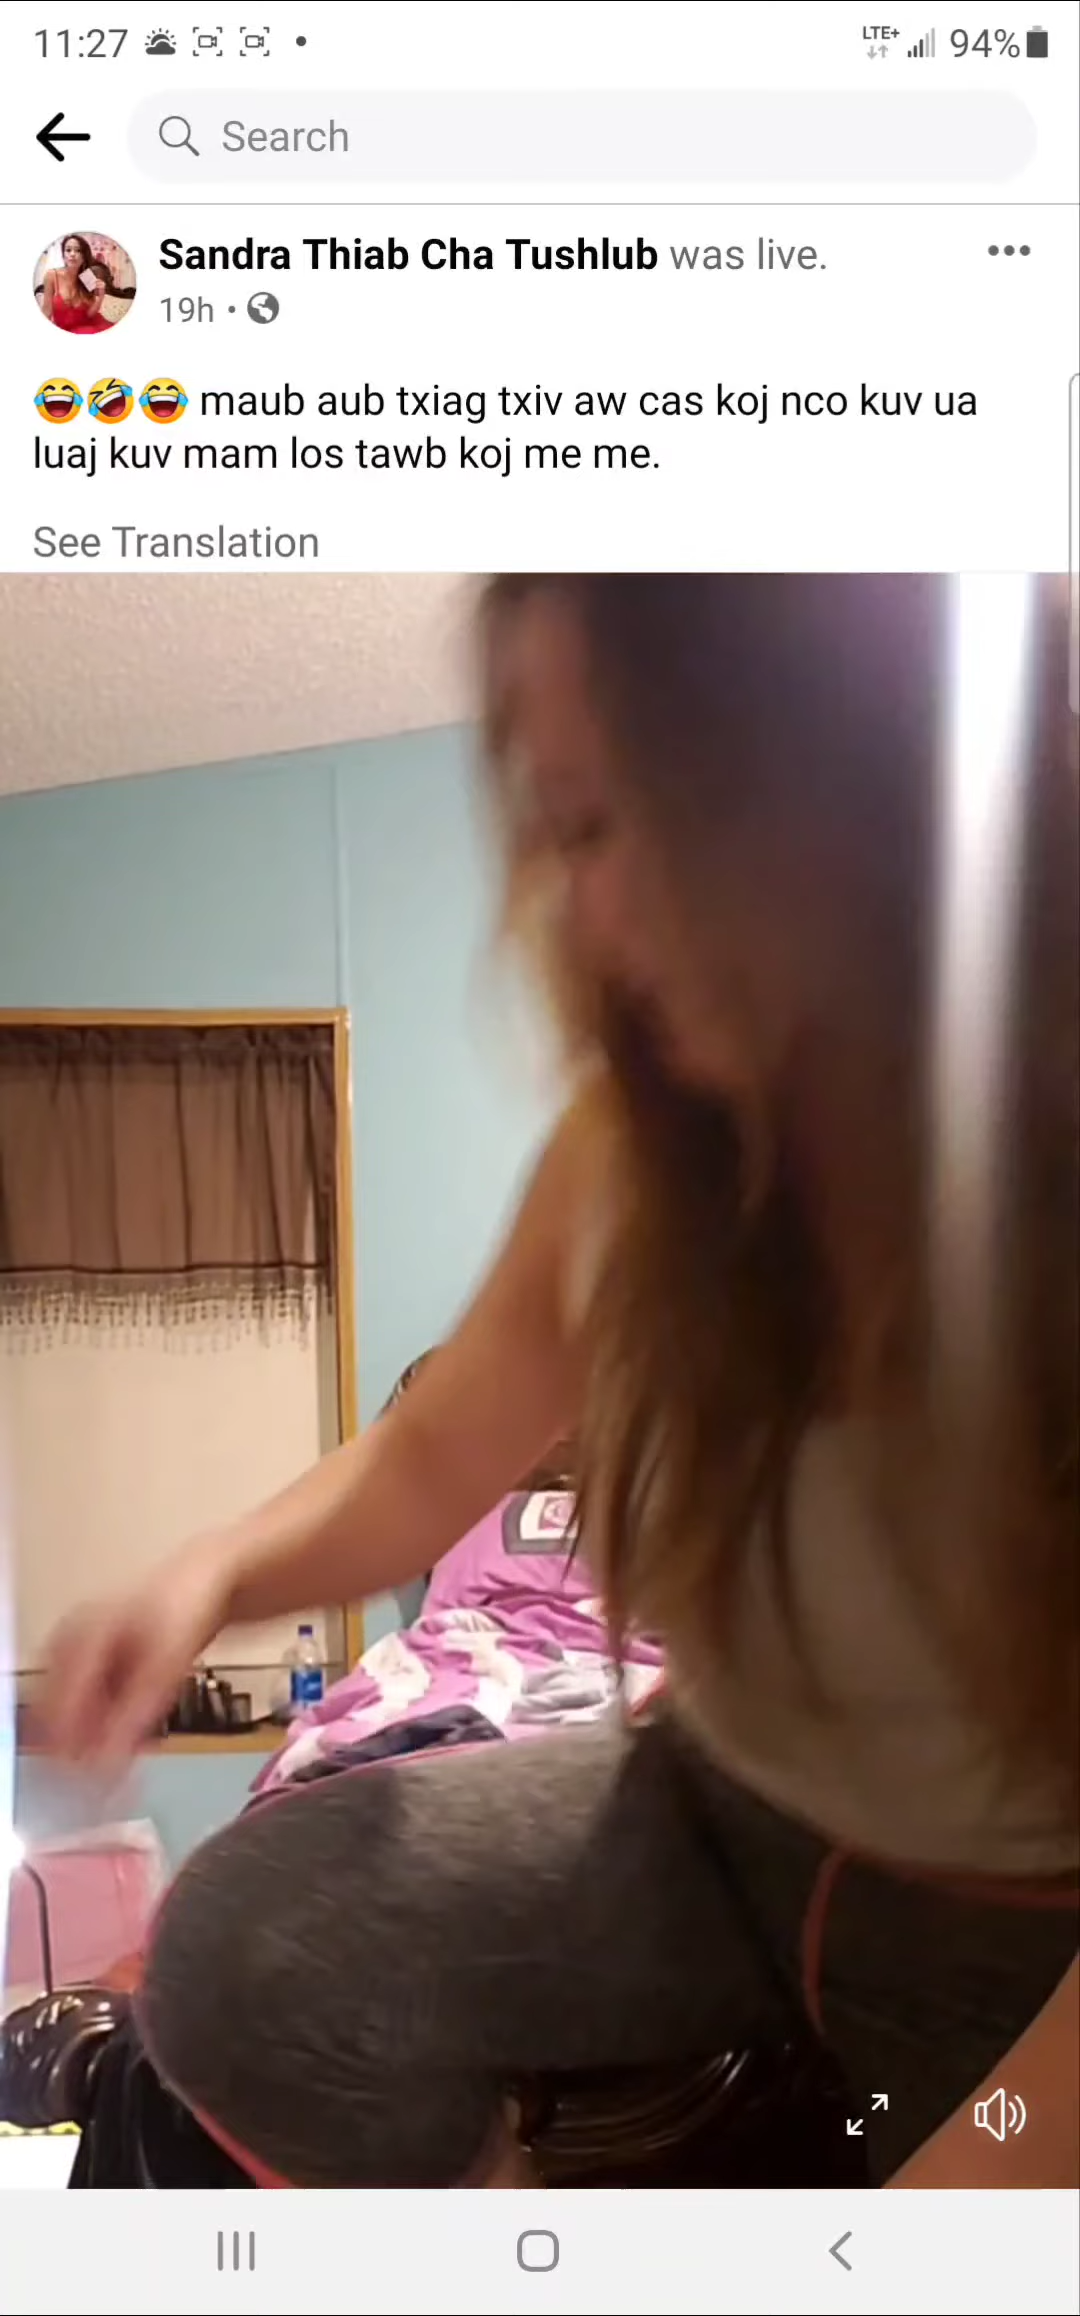 11:27
LTE+ 94%
Search
Sandra Thiab Cha Tushlub was live.
19h •
😂🤣😂 maub aub txiag txiv aw cas koj nco kuv ua
luaj kuv mam los tawb koj me me.
See Translation